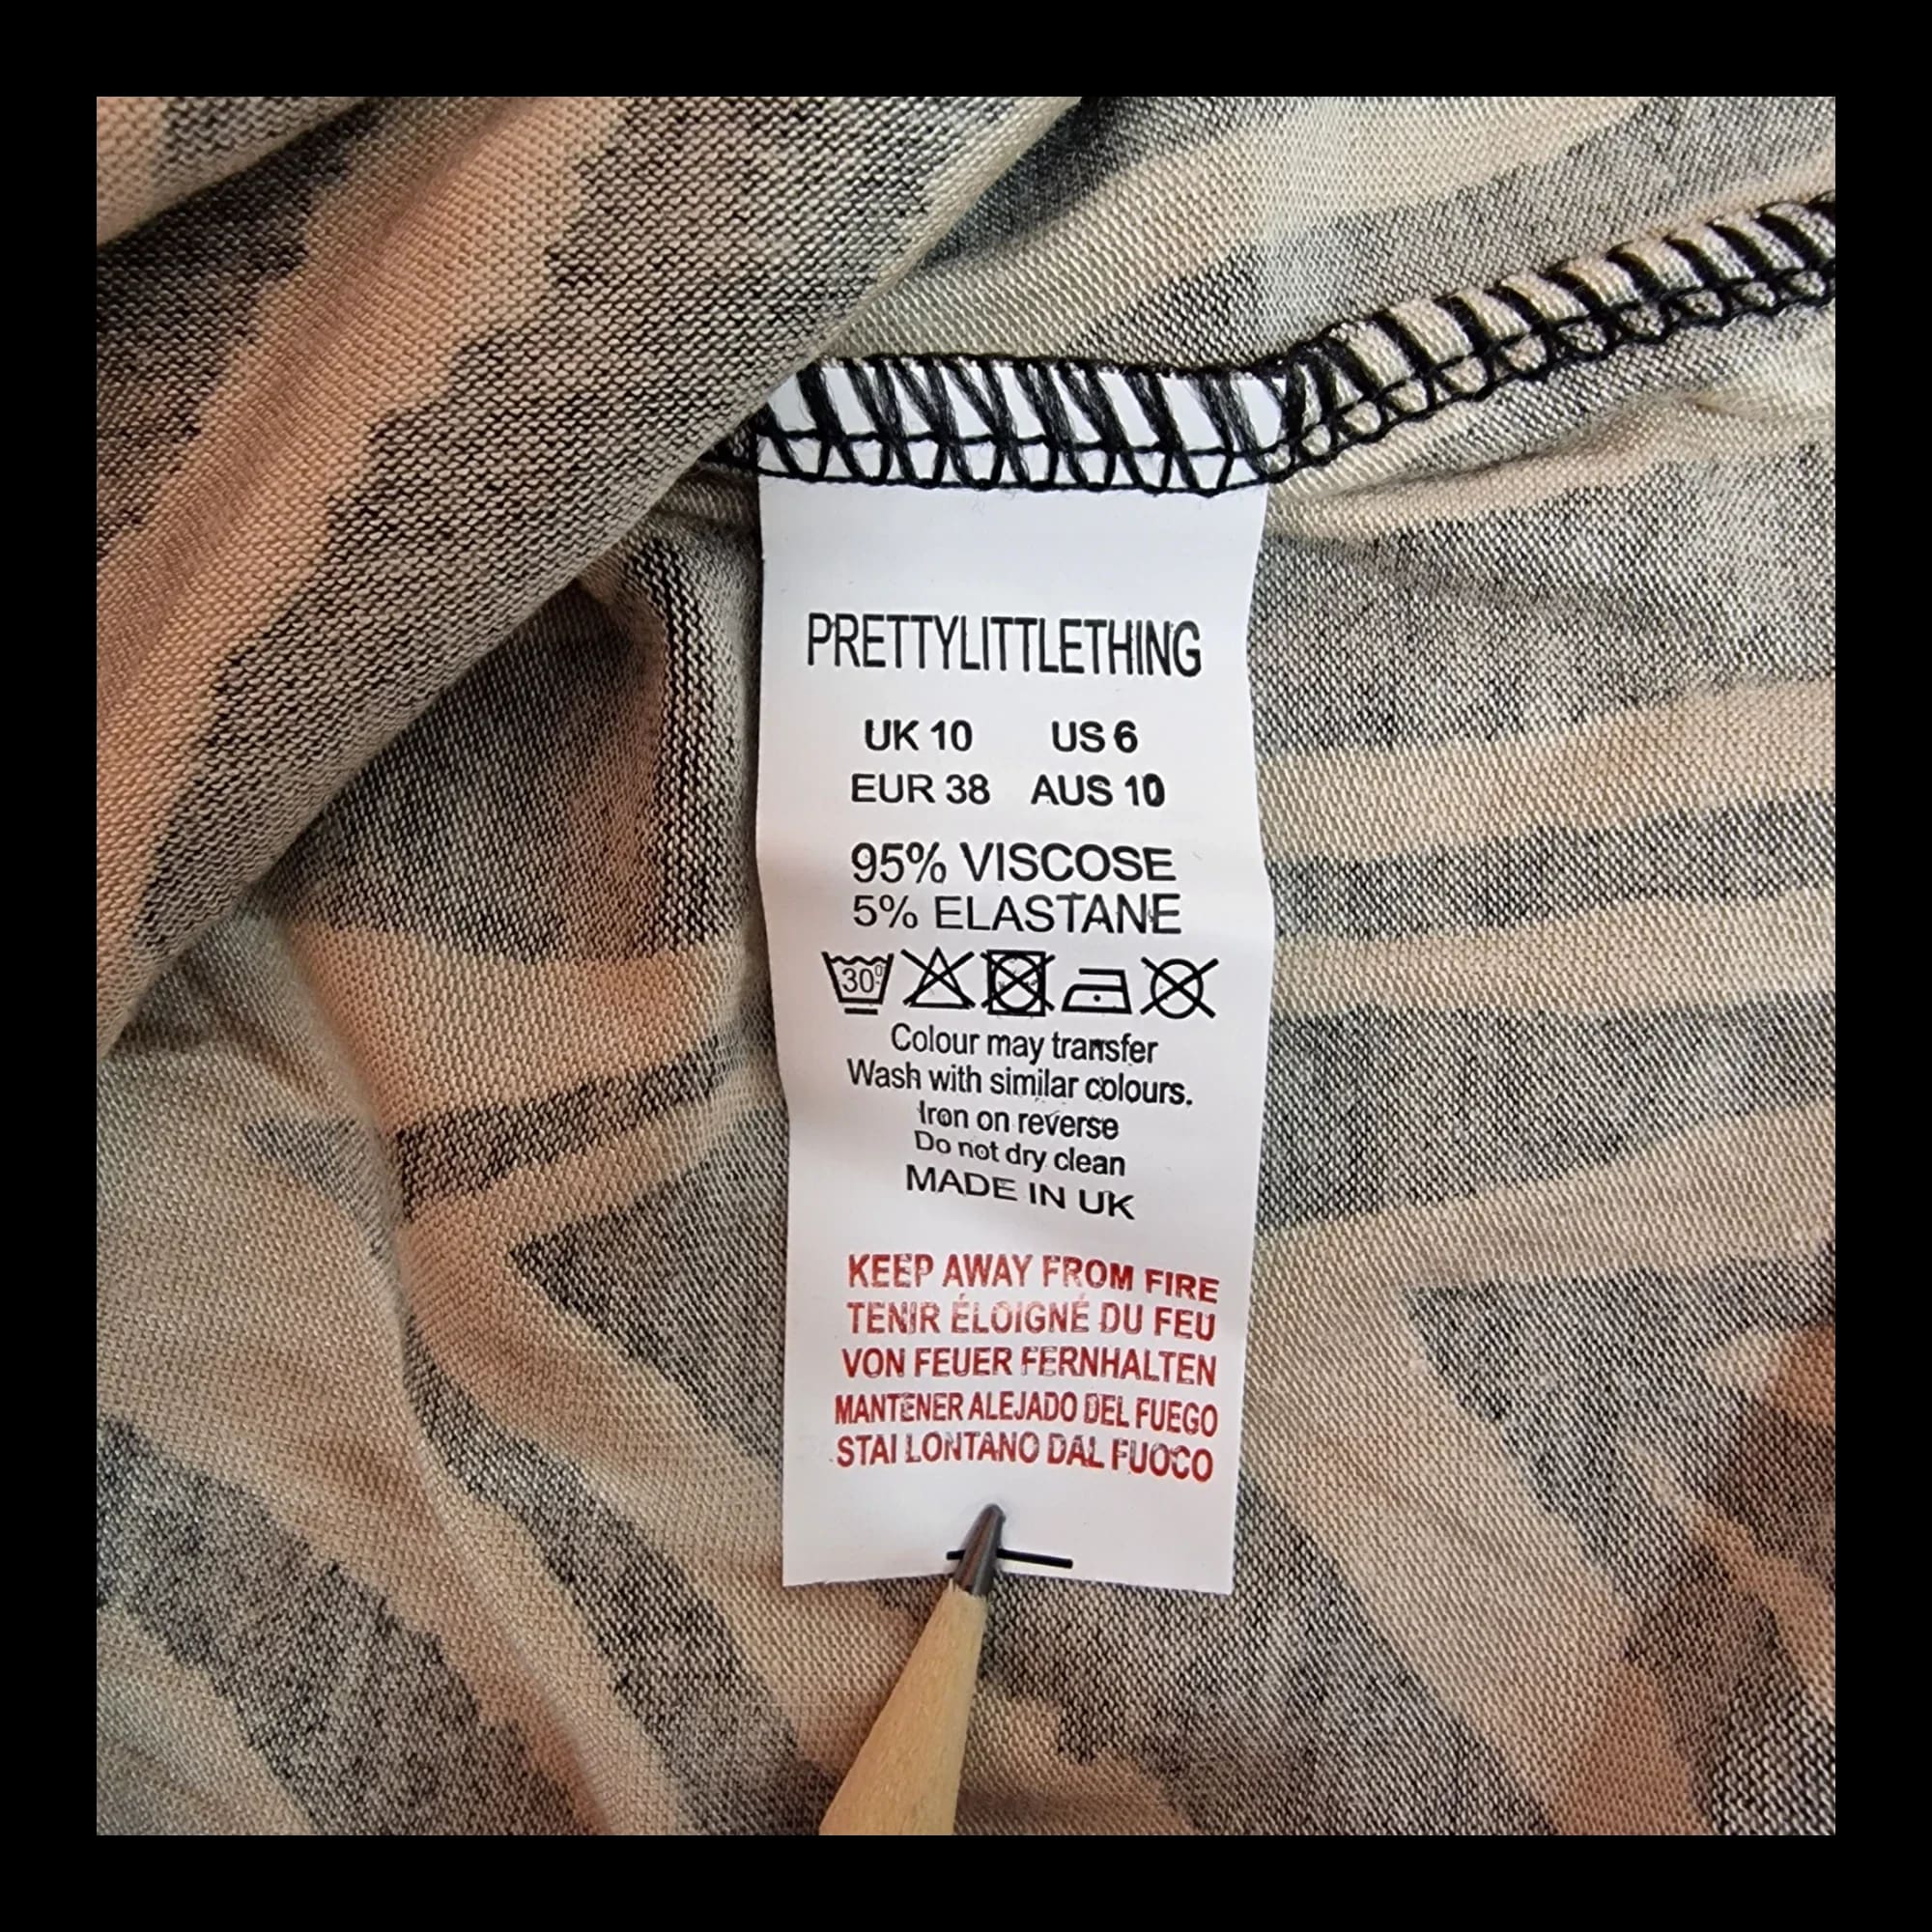 PRETTYLITTLETHING
UK 10 US 6
EUR 38 AUS 10
95% VISCOSE
5% ELASTANE
30°
Colour may transfer
Wash with similar colours.
Iron on reverse
Do not dry clean
MADE IN UK
KEEP AWAY FROM FIRE
TENIR ÉLOIGNÉ DU FEU
VON FEUER FERNHALTEN
MANTENER ALEJADO DEL FUEGO
STAI LONTANO DAL FUOCO